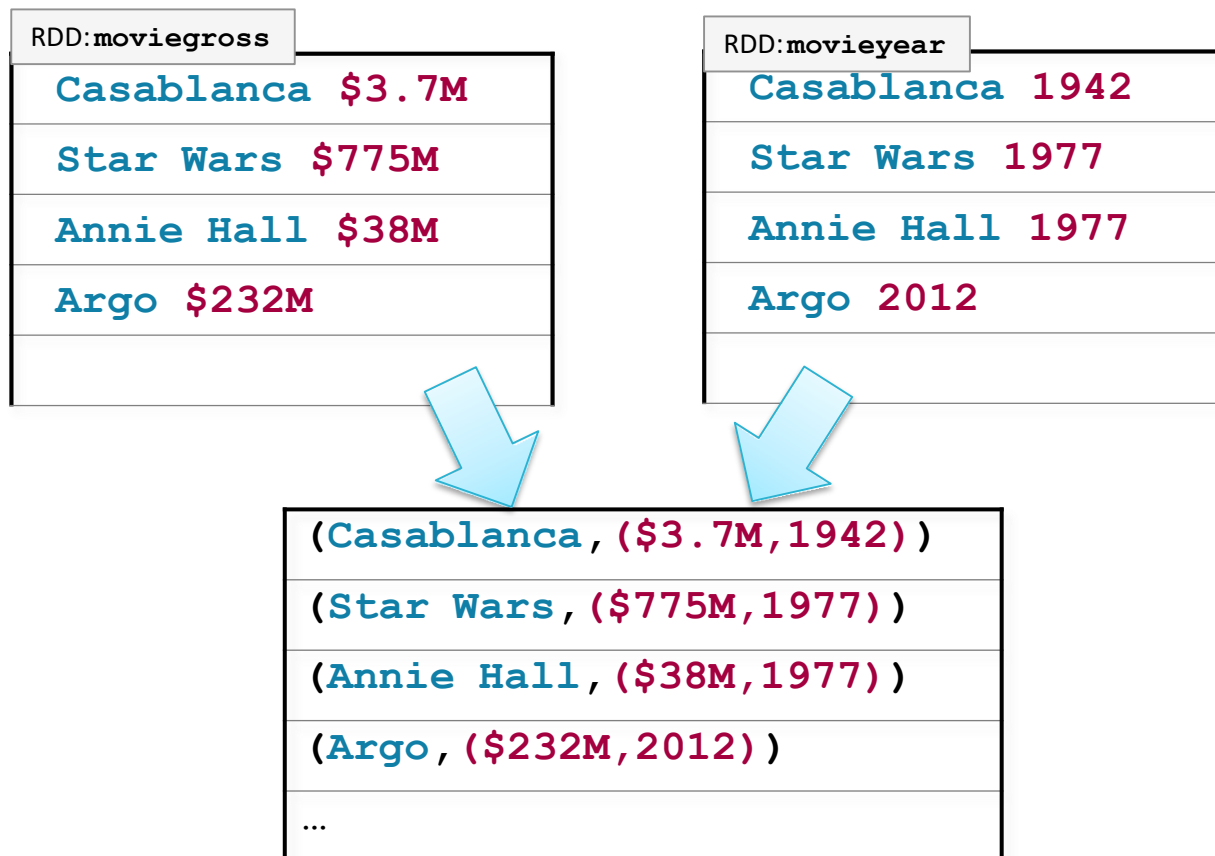 RDD:moviegross
Casablanca $3.7M
Star Wars $775M
Annie Hall $38M
Argo $232M
RDD:movieyear
Casablanca 1942
Star Wars 1977
Annie Hall 1977
Argo 2012
(Casablanca,($3.7M,1942))
(Star Wars,($775M,1977))
(Annie Hall,($38M,1977))
(Argo,($232M,2012))
…